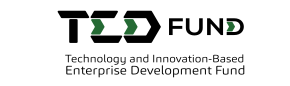 TED FUND
Technology and Innovation-Based
Enterprise Development Fund